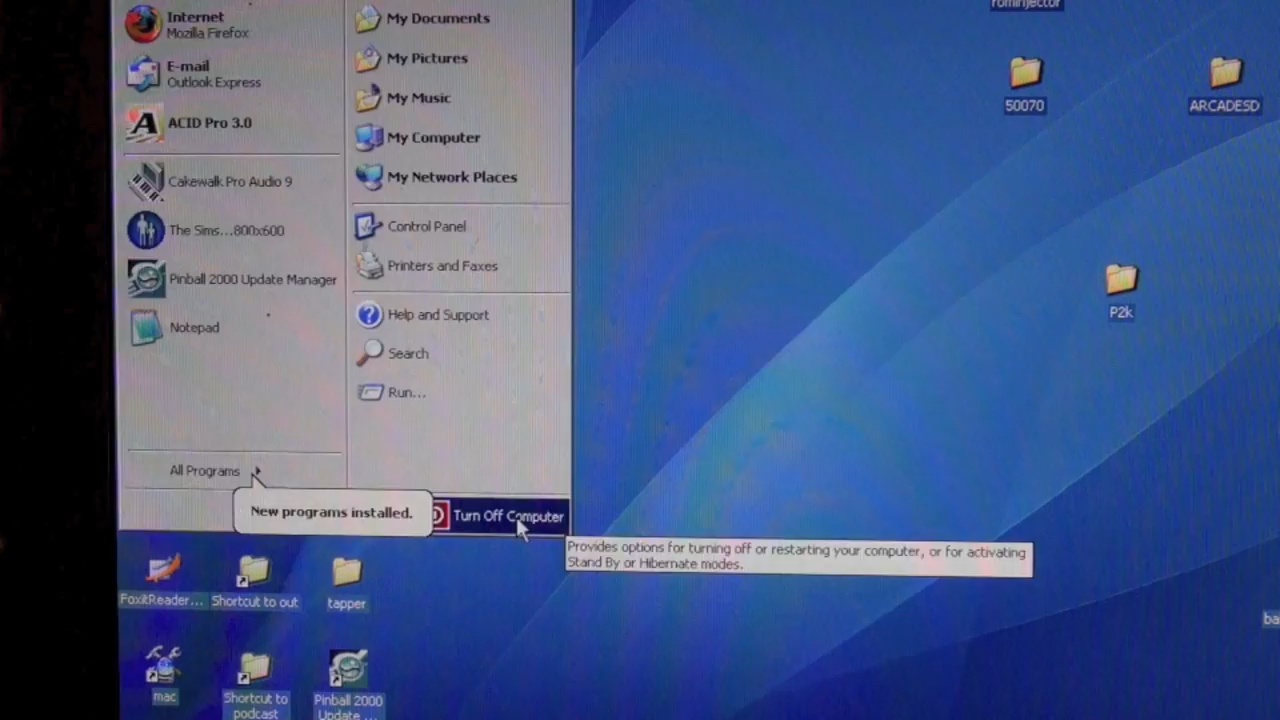 Internet
Mozilla Firefox
E-mail
Outlook Express
ACID Pro 3.0
Cakewalk Pro Audio 9
The Sims...800x600
Pinball 2000 Update Manager
Notepad
All Programs
My Documents
My Pictures
My Music
My Computer
My Network Places
Control Panel
Printers and Faxes
Help and Support
Search
Run...
New programs installed.
Turn Off Computer
Provides options for turning off or restarting your computer, or for activating
Stand By or Hibernate modes.
rominjector
50070
ARCADESD
P2k
FoxitReader...
Shortcut to out
tapper
mac
Shortcut to
podcast
Pinball 2000
Update ...
ba